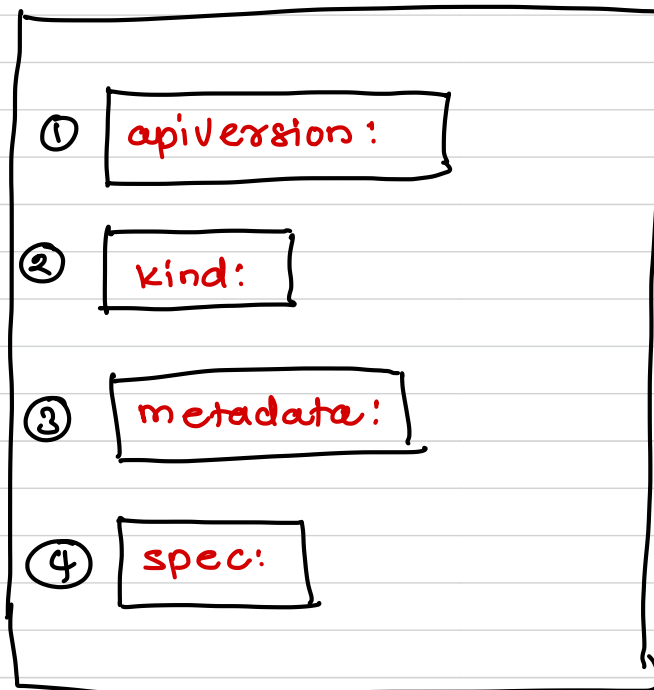 ① apiversion:
② kind:
③ metadata:
④ spec: